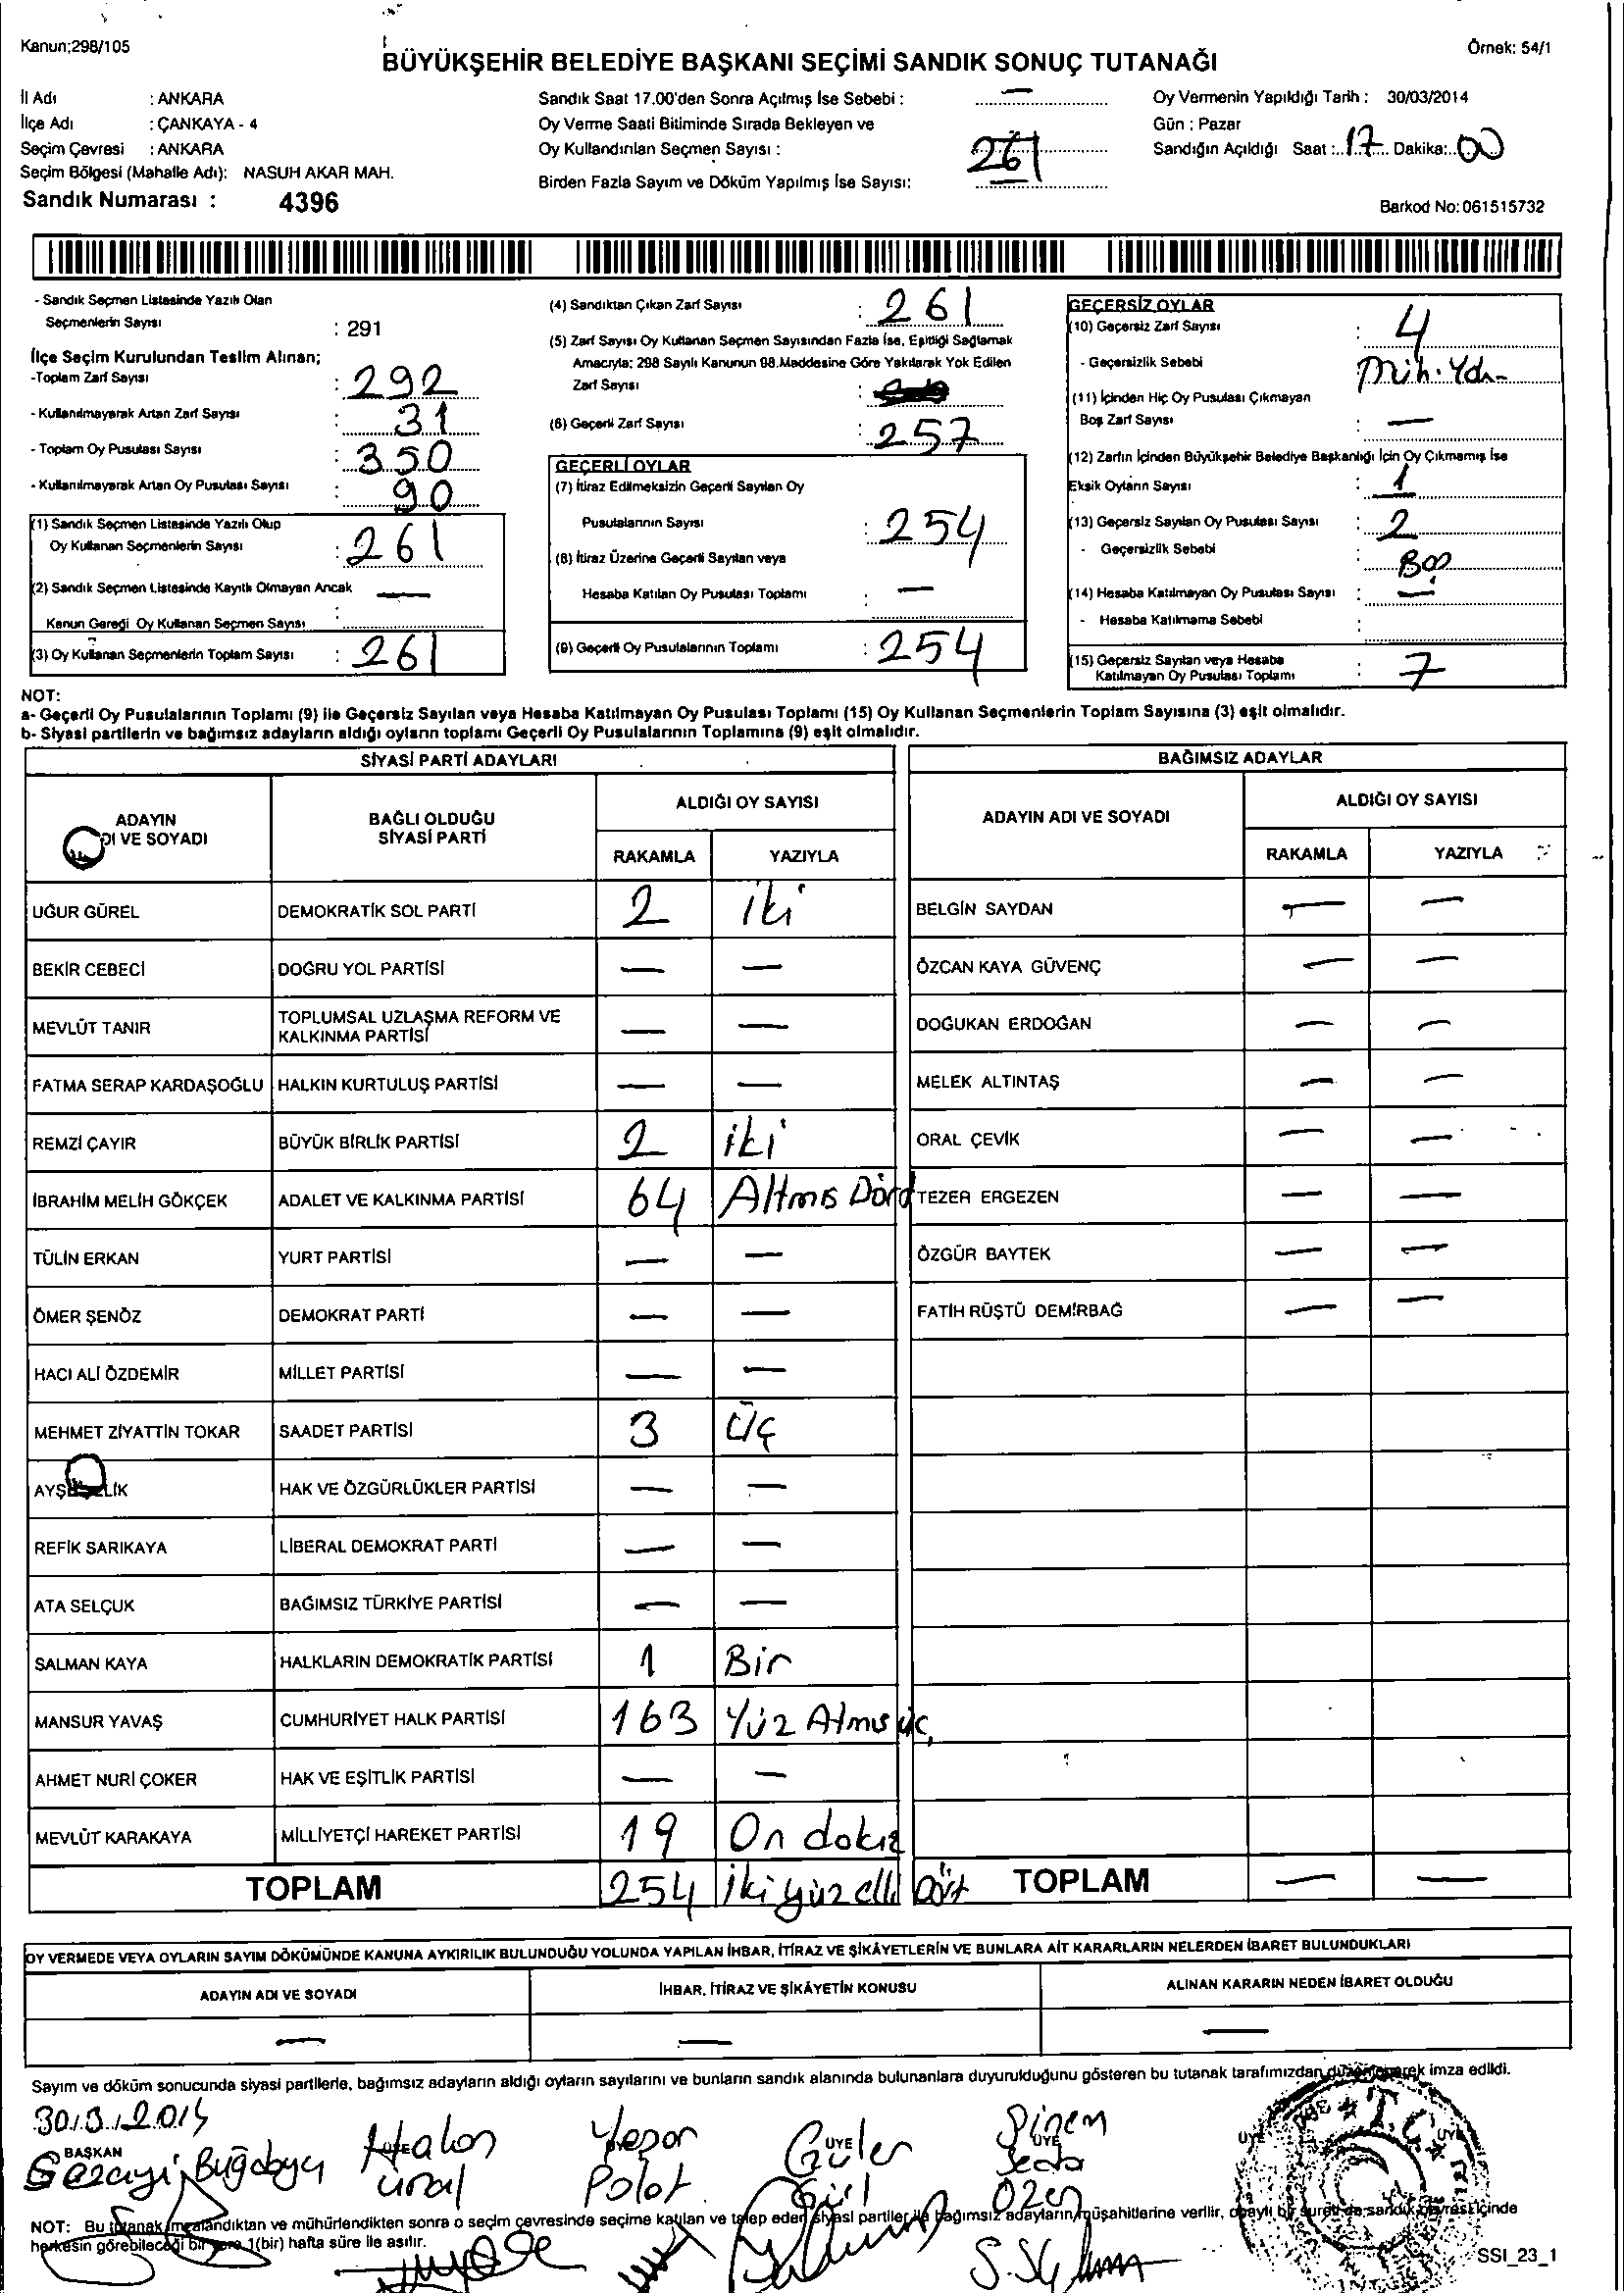 Kanun;298/105
Örnek: 54/1
BÜYÜKŞEHİR BELEDİYE BAŞKANI SEÇİMİ SANDIK SONUÇ TUTANAĞI
İl Adı : ANKARA
İlçe Adı : ÇANKAYA - 4
Seçim Çevresi : ANKARA
Seçim Bölgesi (Mahalle Adı): NASUH AKAR MAH.
Sandık Numarası : 4396
Sandık Saat 17.00'den Sonra Açılmış İse Sebebi : —
Oy Verme Saati Bitiminde Sırada Bekleyen ve
Oy Kullandırılan Seçmen Sayısı : 261
Birden Fazla Sayım ve Döküm Yapılmış İse Sayısı: —
Oy Vermenin Yapıldığı Tarih : 30/03/2014
Gün : Pazar
Sandığın Açıldığı Saat : 17 Dakika: 00
Barkod No: 061515732
- Sandık Seçmen Listesinde Yazılı Olan
Seçmenlerin Sayısı : 291
İlçe Seçim Kurulundan Teslim Alınan;
-Toplam Zarf Sayısı : 292
- Kullanılmayarak Artan Zarf Sayısı : 31
- Toplam Oy Pusulası Sayısı : 350
- Kullanılmayarak Artan Oy Pusulası Sayısı : 90
(1) Sandık Seçmen Listesinde Yazılı Olup
Oy Kullanan Seçmenlerin Sayısı : 261
(2) Sandık Seçmen Listesinde Kayıtlı Olmayan Ancak —
Kanun Gereği Oy Kullanan Seçmen Sayısı :
(3) Oy Kullanan Seçmenlerin Toplam Sayısı : 261
(4) Sandıktan Çıkan Zarf Sayısı : 261
(5) Zarf Sayısı Oy Kullanan Seçmen Sayısından Fazla İse, Eşitliği Sağlamak
Amacıyla; 298 Sayılı Kanunun 98.Maddesine Göre Yakılarak Yok Edilen
Zarf Sayısı :
(6) Geçerli Zarf Sayısı : 257
GEÇERLİ OYLAR
(7) İtiraz Edilmeksizin Geçerli Sayılan Oy
Pusulalarının Sayısı : 254
(8) İtiraz Üzerine Geçerli Sayılan veya
Hesaba Katılan Oy Pusulası Toplamı : —
(9) Geçerli Oy Pusulalarının Toplamı : 254
GEÇERSİZ OYLAR
(10) Geçersiz Zarf Sayısı : 4
- Geçersizlik Sebebi
(11) İçinden Hiç Oy Pusulası Çıkmayan
Boş Zarf Sayısı : —
(12) Zarfın İçinden Büyükşehir Belediye Başkanlığı İçin Oy Çıkmamış İse
Eksik Oyların Sayısı : 1
(13) Geçersiz Sayılan Oy Pusulası Sayısı : 2
- Geçersizlik Sebebi Boş
(14) Hesaba Katılmayan Oy Pusulası Sayısı : —
- Hesaba Katılmama Sebebi :
(15) Geçersiz Sayılan veya Hesaba
Katılmayan Oy Pusulası Toplamı : 7
NOT:
a- Geçerli Oy Pusulalarının Toplamı (9) ile Geçersiz Sayılan veya Hesaba Katılmayan Oy Pusulası Toplamı (15) Oy Kullanan Seçmenlerin Toplam Sayısına (3) eşit olmalıdır.
b- Siyasi partilerin ve bağımsız adayların aldığı oyların toplamı Geçerli Oy Pusulalarının Toplamına (9) eşit olmalıdır.
SİYASİ PARTİ ADAYLARI
BAĞIMSIZ ADAYLAR
ADAYIN
DI VE SOYADI
BAĞLI OLDUĞU
SİYASİ PARTİ
ALDIĞI OY SAYISI
RAKAMLA YAZIYLA
ADAYIN ADI VE SOYADI
ALDIĞI OY SAYISI
RAKAMLA YAZIYLA
UĞUR GÜREL DEMOKRATİK SOL PARTİ 2 iki BELGİN SAYDAN — —
BEKİR CEBECİ DOĞRU YOL PARTİSİ — — ÖZCAN KAYA GÜVENÇ — —
MEVLÜT TANIR TOPLUMSAL UZLAŞMA REFORM VE
KALKINMA PARTİSİ — — DOĞUKAN ERDOĞAN — —
FATMA SERAP KARDAŞOĞLU HALKIN KURTULUŞ PARTİSİ — — MELEK ALTINTAŞ — —
REMZİ ÇAYIR BÜYÜK BİRLİK PARTİSİ 2 iki ORAL ÇEVİK — —
İBRAHİM MELİH GÖKÇEK ADALET VE KALKINMA PARTİSİ 64 Altmıs Dörd TEZER ERGEZEN — —
TÜLİN ERKAN YURT PARTİSİ — — ÖZGÜR BAYTEK — —
ÖMER ŞENÖZ DEMOKRAT PARTİ — — FATİH RÜŞTÜ DEMİRBAĞ — —
HACI ALİ ÖZDEMİR MİLLET PARTİSİ — —
MEHMET ZİYATTİN TOKAR SAADET PARTİSİ 3 Üç
HAK VE ÖZGÜRLÜKLER PARTİSİ — —
REFİK SARIKAYA LİBERAL DEMOKRAT PARTİ — —
ATA SELÇUK BAĞIMSIZ TÜRKİYE PARTİSİ — —
SALMAN KAYA HALKLARIN DEMOKRATİK PARTİSİ 1 Bir
MANSUR YAVAŞ CUMHURİYET HALK PARTİSİ 163 Yüz Atmıs üç
AHMET NURİ ÇOKER HAK VE EŞİTLİK PARTİSİ — —
MEVLÜT KARAKAYA MİLLİYETÇİ HAREKET PARTİSİ 19 On dokuz
TOPLAM 254 İkiyüzelli Dört TOPLAM — —
OY VERMEDE VEYA OYLARIN SAYIM DÖKÜMÜNDE KANUNA AYKIRILIK BULUNDUĞU YOLUNDA YAPILAN İHBAR, İTİRAZ VE ŞİKÂYETLERİN VE BUNLARA AİT KARARLARIN NELERDEN İBARET BULUNDUKLARI
ADAYIN ADI VE SOYADI İHBAR, İTİRAZ VE ŞİKÂYETİN KONUSU ALINAN KARARIN NEDEN İBARET OLDUĞU
— — —
Sayım ve döküm sonucunda siyasi partilerle, bağımsız adayların aldığı oyların sayılarını ve bunların sandık alanında bulunanlara duyurulduğunu gösteren bu tutanak tarafımızdan düzenlenerek imza edildi.
30.3.2014
BAŞKAN ÜYE ÜYE ÜYE ÜYE ÜYE
Hakan Yaşar Güler Sinem
Ünal Polat Gül Seda
Özen
NOT: Bu tutanak imzalandıktan ve mühürlendikten sonra o seçim çevresinde seçime katılan ve talep eden siyasi partiler ile bağımsız adayların müşahitlerine verilir, onaylı bir sureti de sandık çevresi içinde
herkesin görebileceği bir yere 1(bir) hafta süre ile asılır.
SSI_23_1